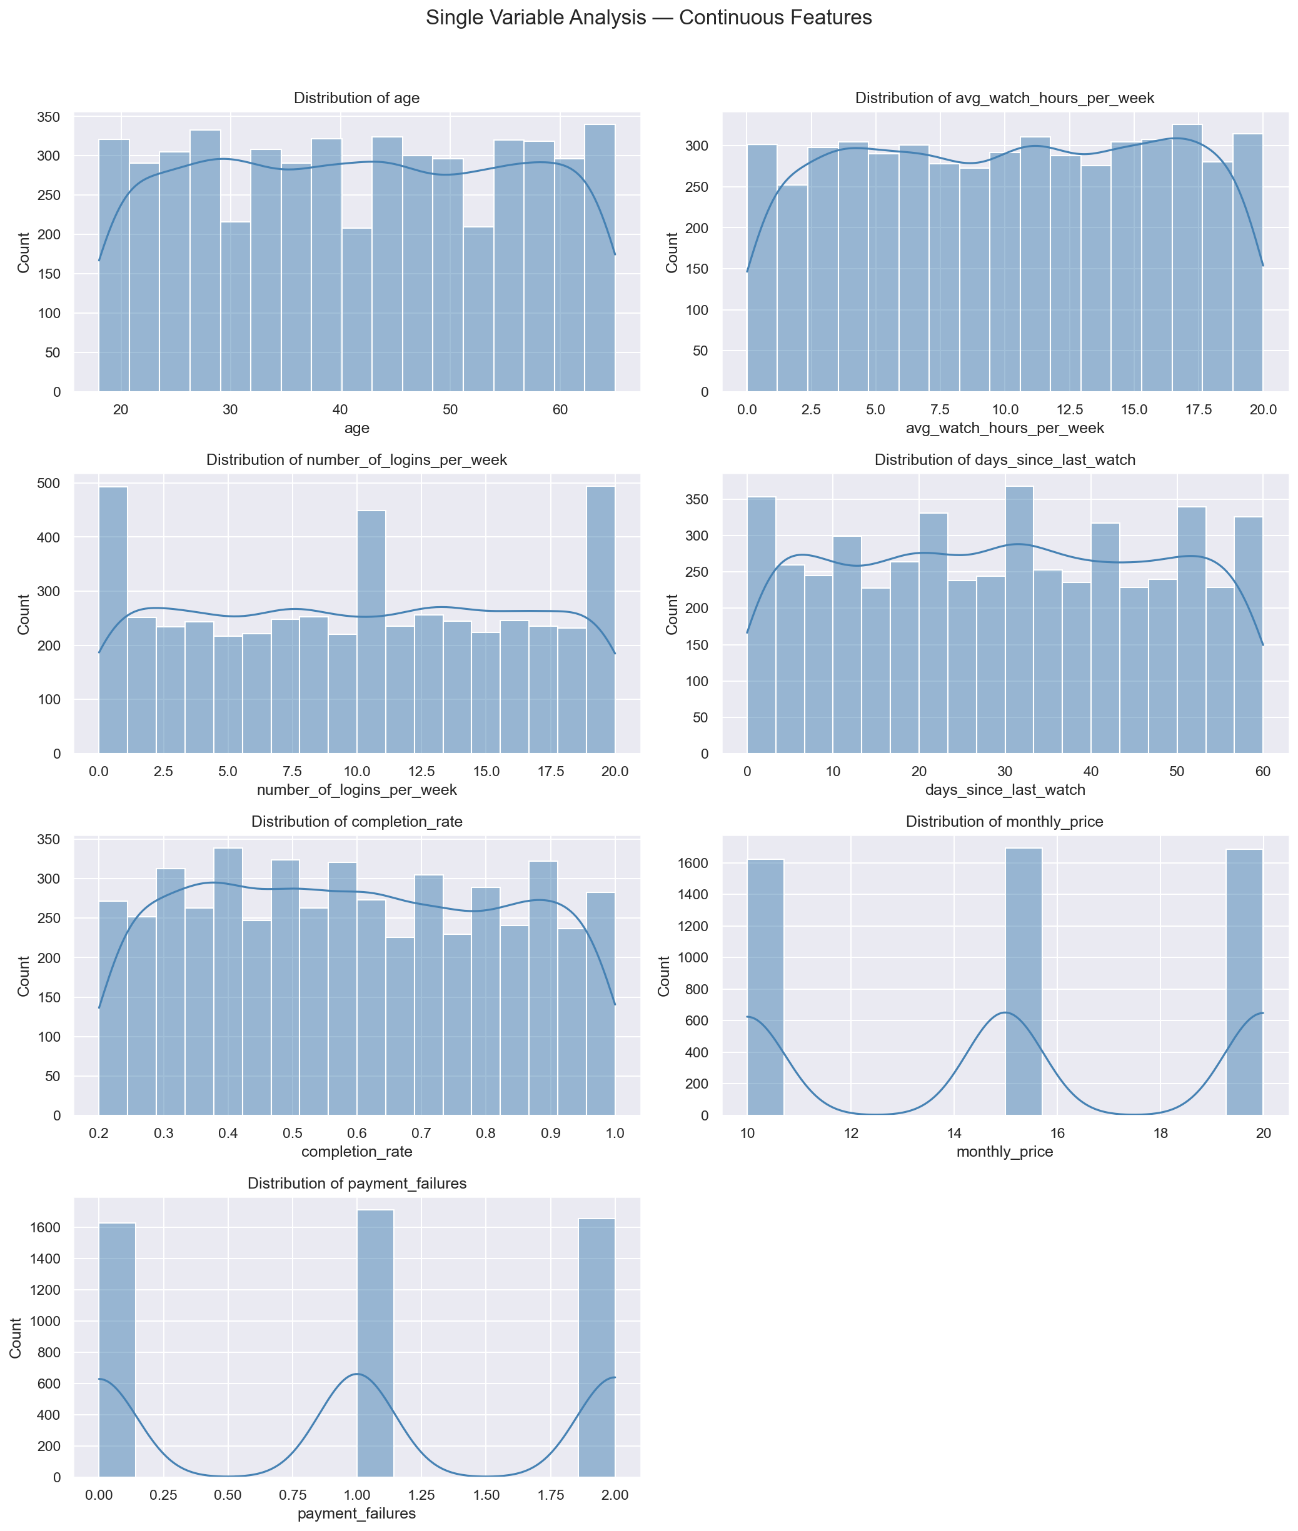 Single Variable Analysis — Continuous Features
Distribution of age
350
300
250
200
150
100
50
0
Count
20 30 40 50 60
age
Distribution of avg_watch_hours_per_week
300
250
200
150
100
50
0
Count
0.0 2.5 5.0 7.5 10.0 12.5 15.0 17.5 20.0
avg_watch_hours_per_week
Distribution of number_of_logins_per_week
500
400
300
200
100
0
Count
0.0 2.5 5.0 7.5 10.0 12.5 15.0 17.5 20.0
number_of_logins_per_week
Distribution of days_since_last_watch
350
300
250
200
150
100
50
0
Count
0 10 20 30 40 50 60
days_since_last_watch
Distribution of completion_rate
350
300
250
200
150
100
50
0
Count
0.2 0.3 0.4 0.5 0.6 0.7 0.8 0.9 1.0
completion_rate
Distribution of monthly_price
1600
1400
1200
1000
800
600
400
200
0
Count
10 12 14 16 18 20
monthly_price
Distribution of payment_failures
1600
1400
1200
1000
800
600
400
200
0
Count
0.00 0.25 0.50 0.75 1.00 1.25 1.50 1.75 2.00
payment_failures